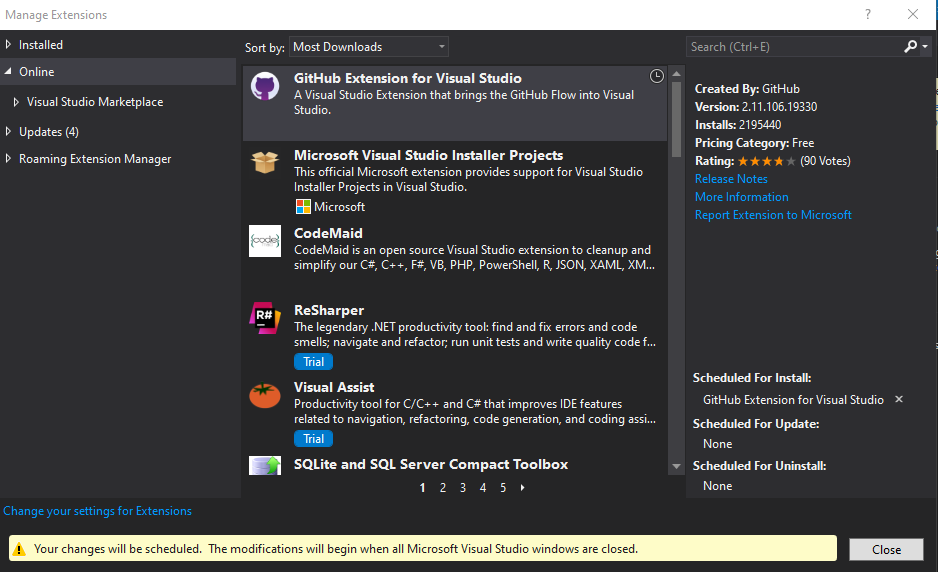 Manage Extensions
?
Installed
Online
Visual Studio Marketplace
Updates (4)
Roaming Extension Manager
Sort by: Most Downloads
GitHub Extension for Visual Studio
A Visual Studio Extension that brings the GitHub Flow into Visual
Studio.
Microsoft Visual Studio Installer Projects
This official Microsoft extension provides support for Visual Studio
Installer Projects in Visual Studio.
Microsoft
{code}
CodeMaid
CodeMaid is an open source Visual Studio extension to cleanup and
simplify our C#, C++, F#, VB, PHP, PowerShell, R, JSON, XAML, XM...
R#
ReSharper
The legendary .NET productivity tool: find and fix errors and code
smells; navigate and refactor; run unit tests and write quality code f...
Trial
Visual Assist
Productivity tool for C/C++ and C# that improves IDE features
related to navigation, refactoring, code generation, and coding assi...
Trial
SQLite and SQL Server Compact Toolbox
1 2 3 4 5
Search (Ctrl+E)
Created By: GitHub
Version: 2.11.106.19330
Installs: 2195440
Pricing Category: Free
Rating: (90 Votes)
Release Notes
More Information
Report Extension to Microsoft
Scheduled For Install:
GitHub Extension for Visual Studio
Scheduled For Update:
None
Scheduled For Uninstall:
None
Change your settings for Extensions
Your changes will be scheduled. The modifications will begin when all Microsoft Visual Studio windows are closed.
Close